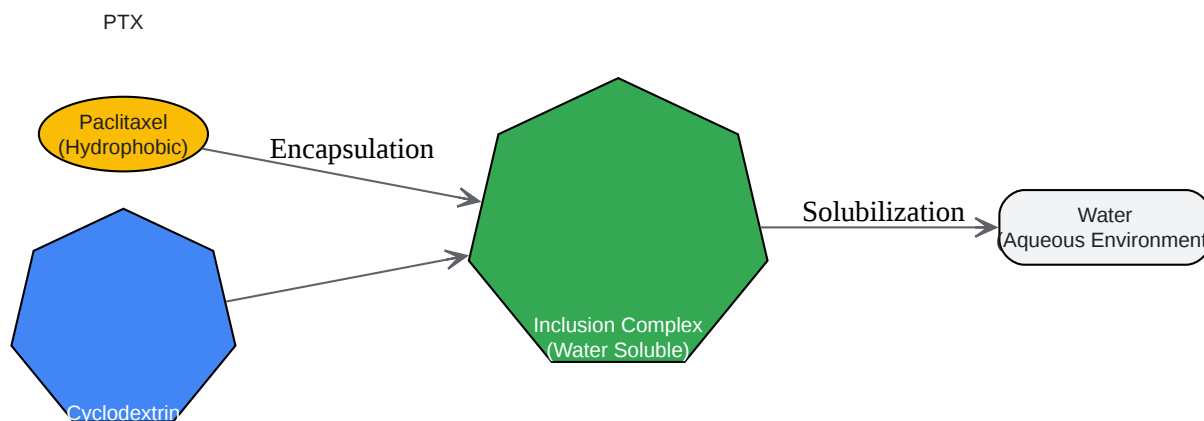 PTX
Paclitaxel
(Hydrophobic)
Encapsulation
Cyclodextrin
Inclusion Complex
(Water Soluble)
Solubilization
Water
(Aqueous Environment